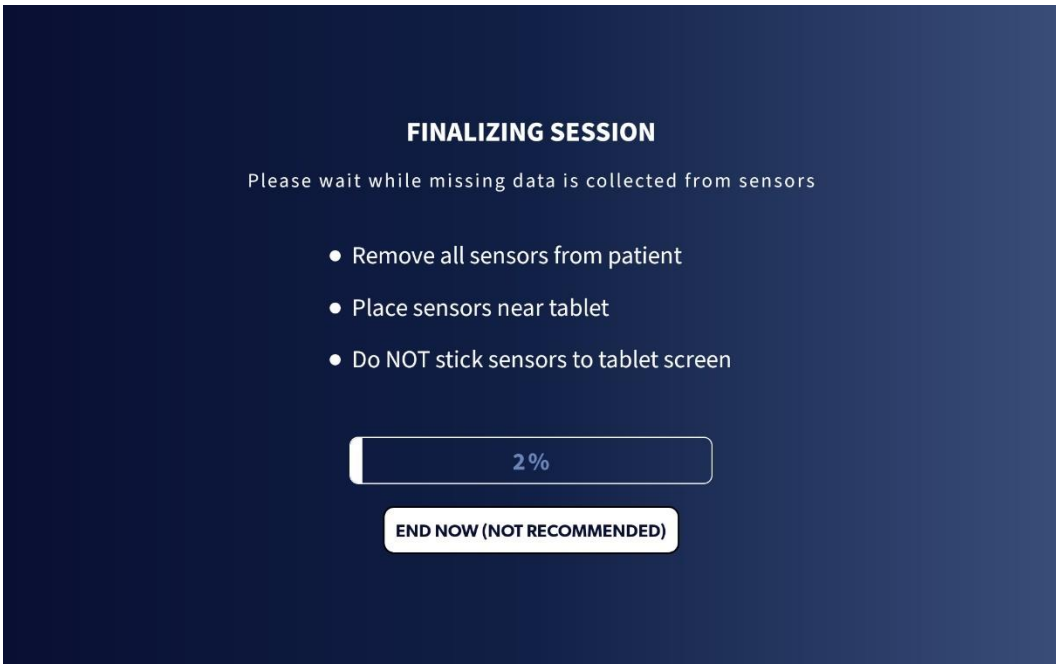 FINALIZING SESSION
Please wait while missing data is collected from sensors
● Remove all sensors from patient
● Place sensors near tablet
● Do NOT stick sensors to tablet screen
2%
END NOW (NOT RECOMMENDED)